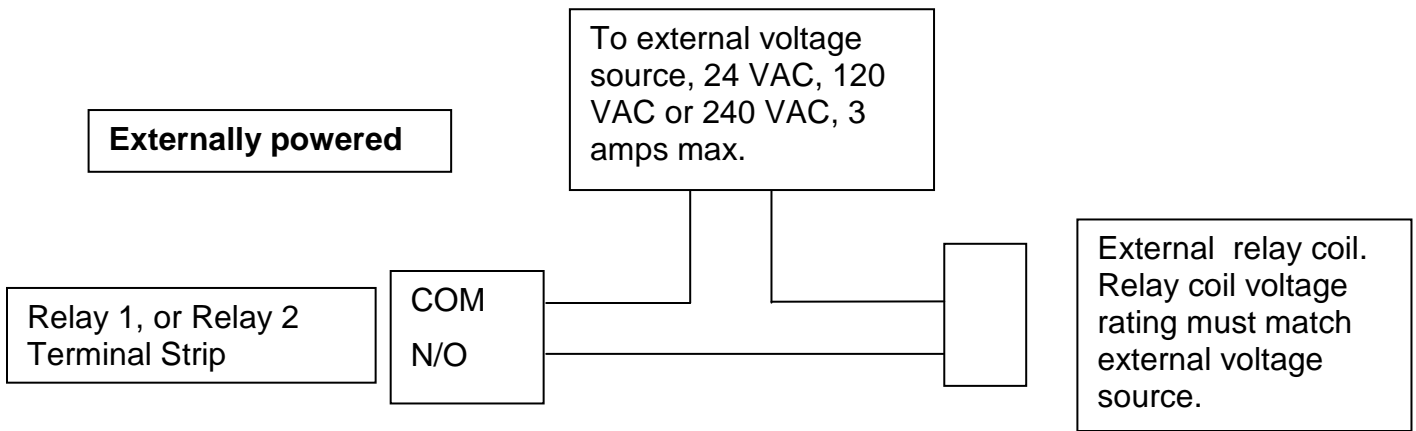 To external voltage
source, 24 VAC, 120
VAC or 240 VAC, 3
amps max.
Externally powered
Relay 1, or Relay 2
Terminal Strip
COM
N/O
External relay coil.
Relay coil voltage
rating must match
external voltage
source.